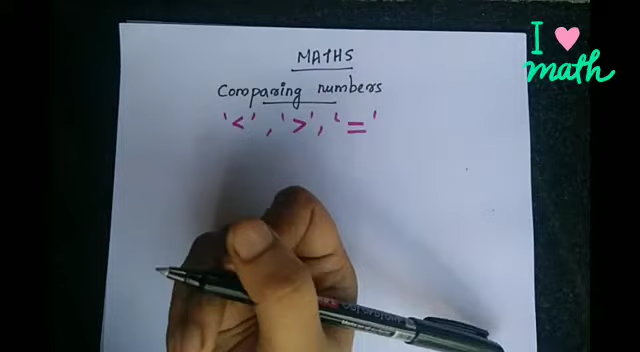 I ♥ math
MATHS
Comparing numbers
'<', '>', '='